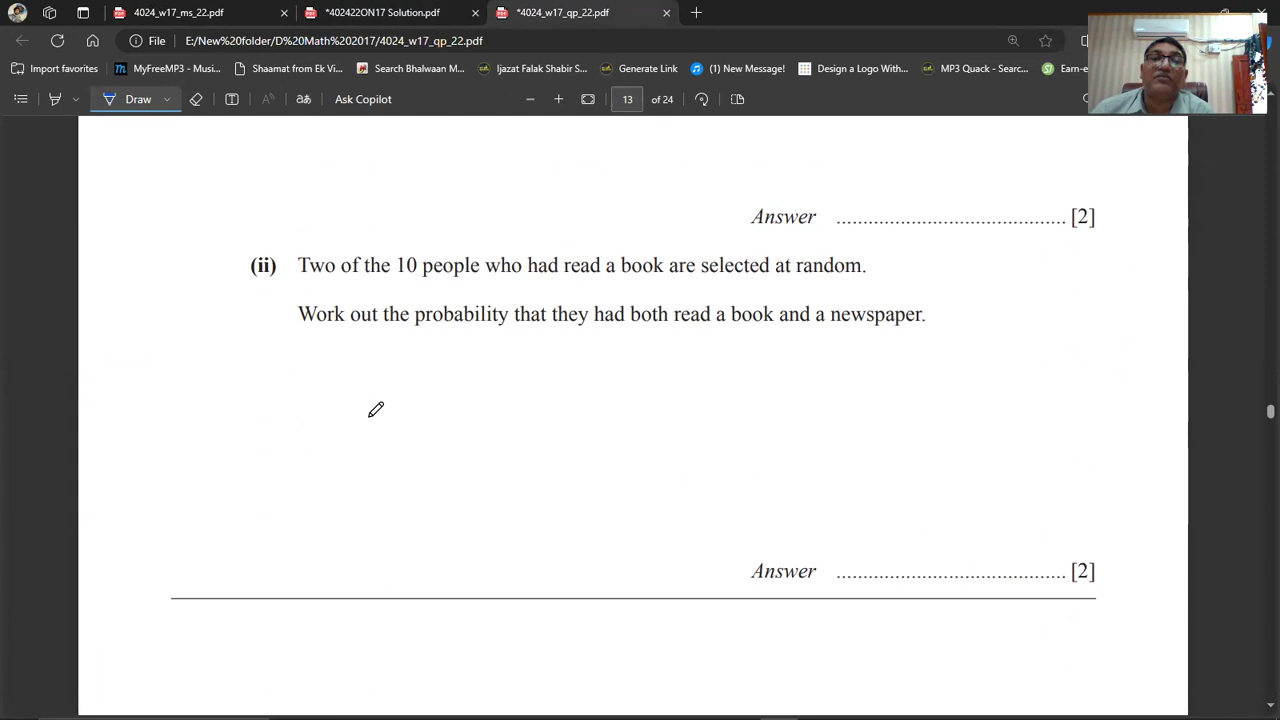 4024_w17_ms_22.pdf
*402422ON17 Solution.pdf
*4024_w17_qp_22.pdf
File
E:/New%20folder/D%20Math%202017/4024_w17_qp_22.pdf
Import favorites
MyFreeMP3 - Musi...
Shaamat from Ek Vi...
Search Bhalwaan M...
Ijazat Falak Shabir S...
Generate Link
(1) New Message!
Design a Logo With...
MP3 Quack - Searc...
Earn-e
Draw
aあ
Ask Copilot
13 of 24
Answer .......................................... [2]
(ii) Two of the 10 people who had read a book are selected at random.
Work out the probability that they had both read a book and a newspaper.
Answer .......................................... [2]